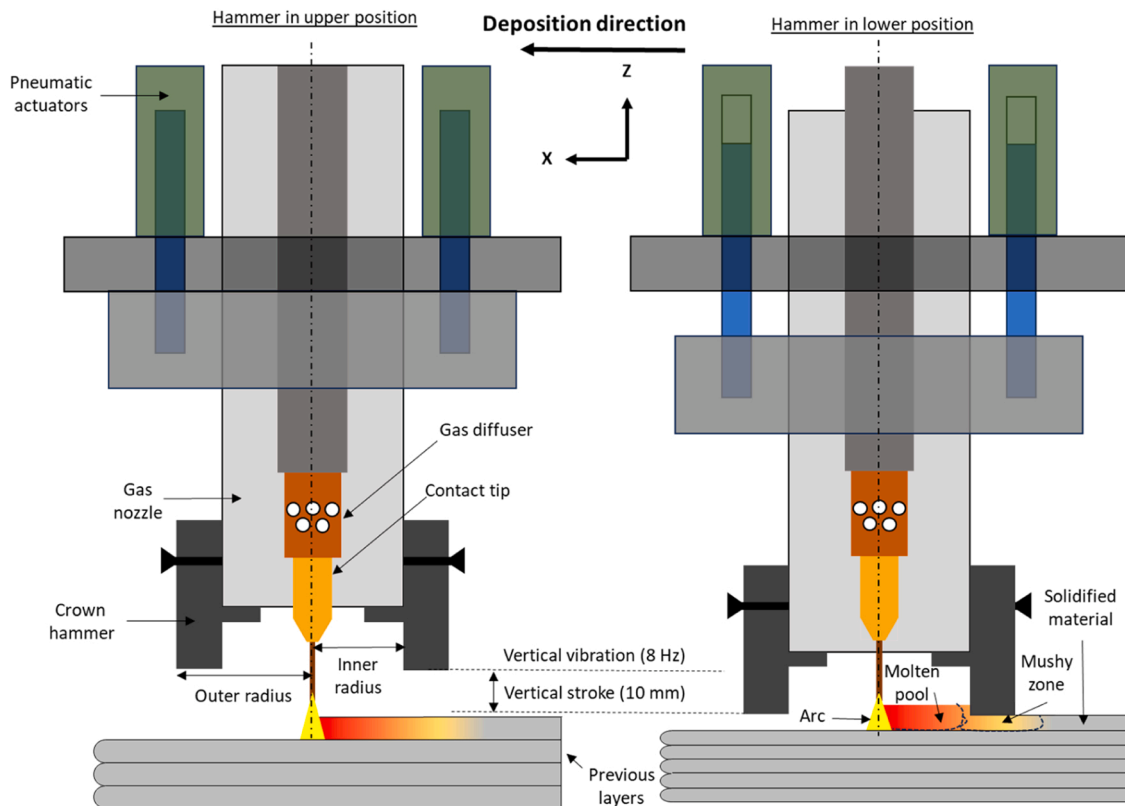 Hammer in upper position
Deposition direction
Hammer in lower position
Pneumatic
actuators
Z
X
Gas diffuser
Contact tip
Gas
nozzle
Crown
hammer
Inner
radius
Outer radius
Vertical vibration (8 Hz)
Vertical stroke (10 mm)
Solidified
material
Molten
pool
Mushy
zone
Arc
Previous
layers